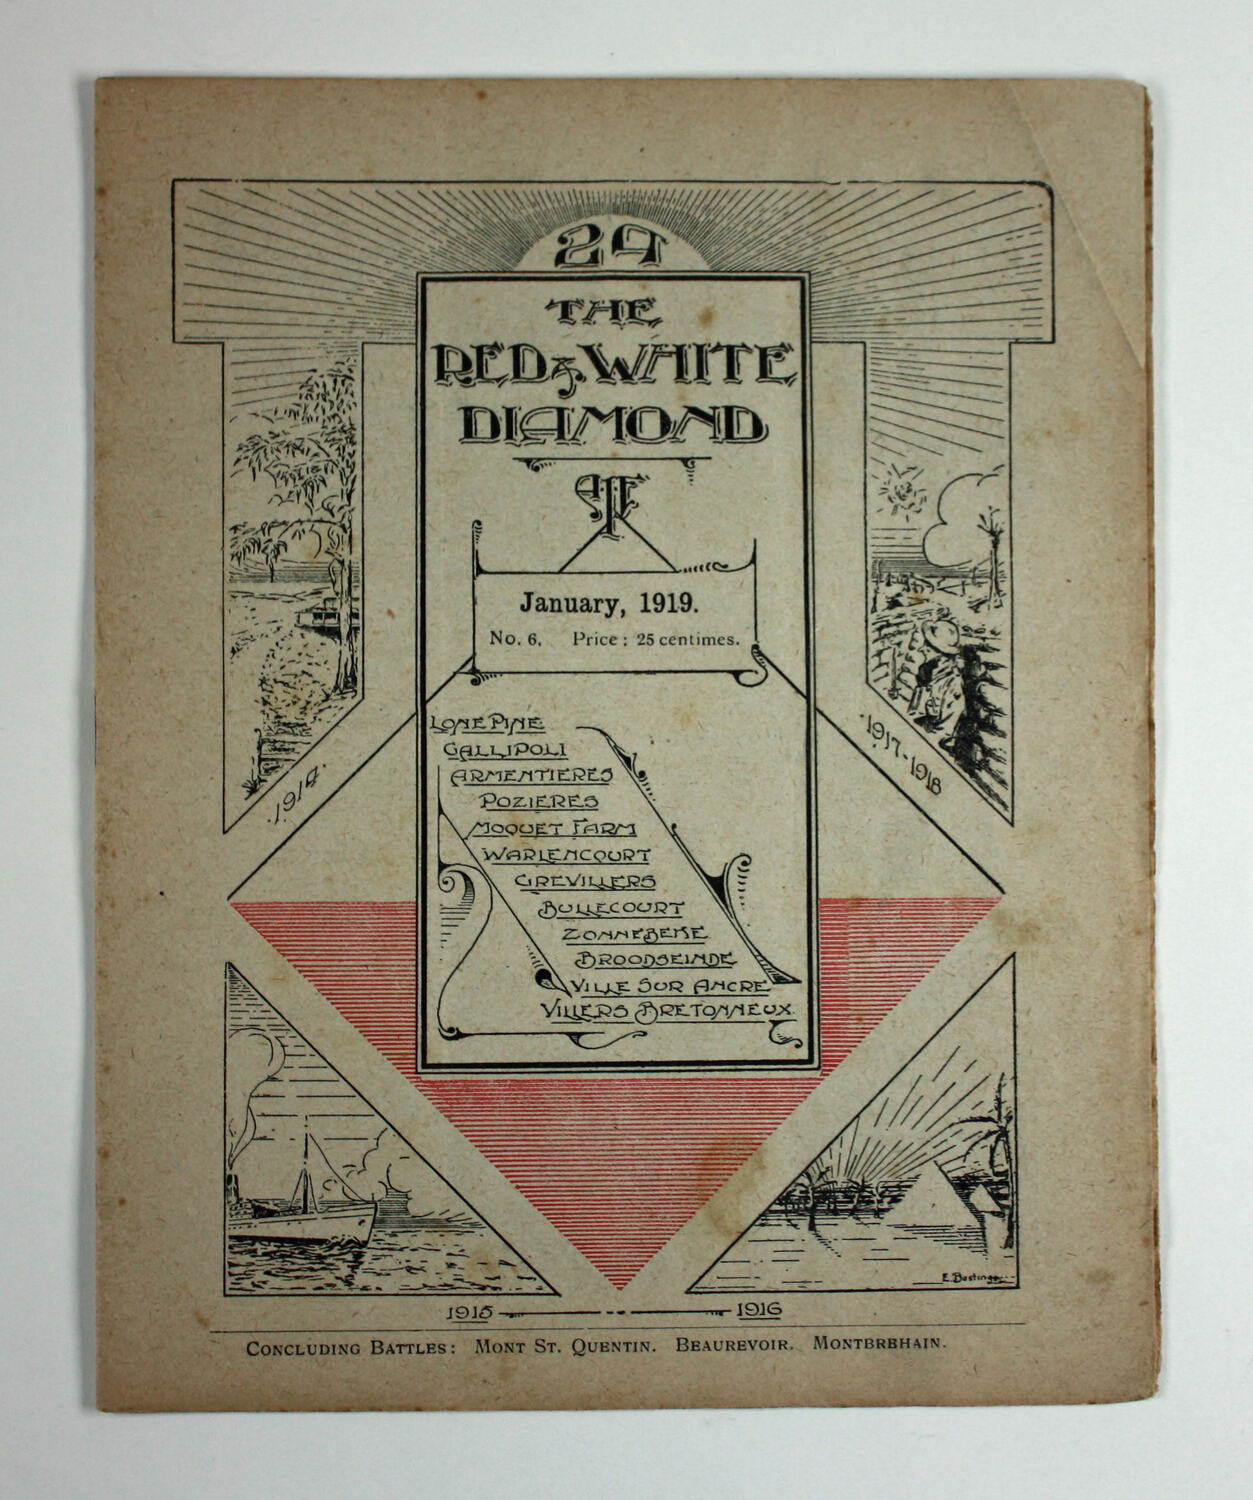 24
THE
RED & WHITE
DIAMOND
AIF
January, 1919.
No. 6. Price : 25 centimes.
LONE PINE
GALLIPOLI
ARMENTIERES
POZIERES
MOQUET FARM
WARLENCOURT
GREVILLERS
BULLECOURT
ZONNEBEKE
BROODSEINDE
VILLE SUR ANCRE
VILLERS BRETONNEUX
.1914.
.1917-1918
1915 1916
CONCLUDING BATTLES: MONT ST. QUENTIN. BEAUREVOIR. MONTBRBHAIN.